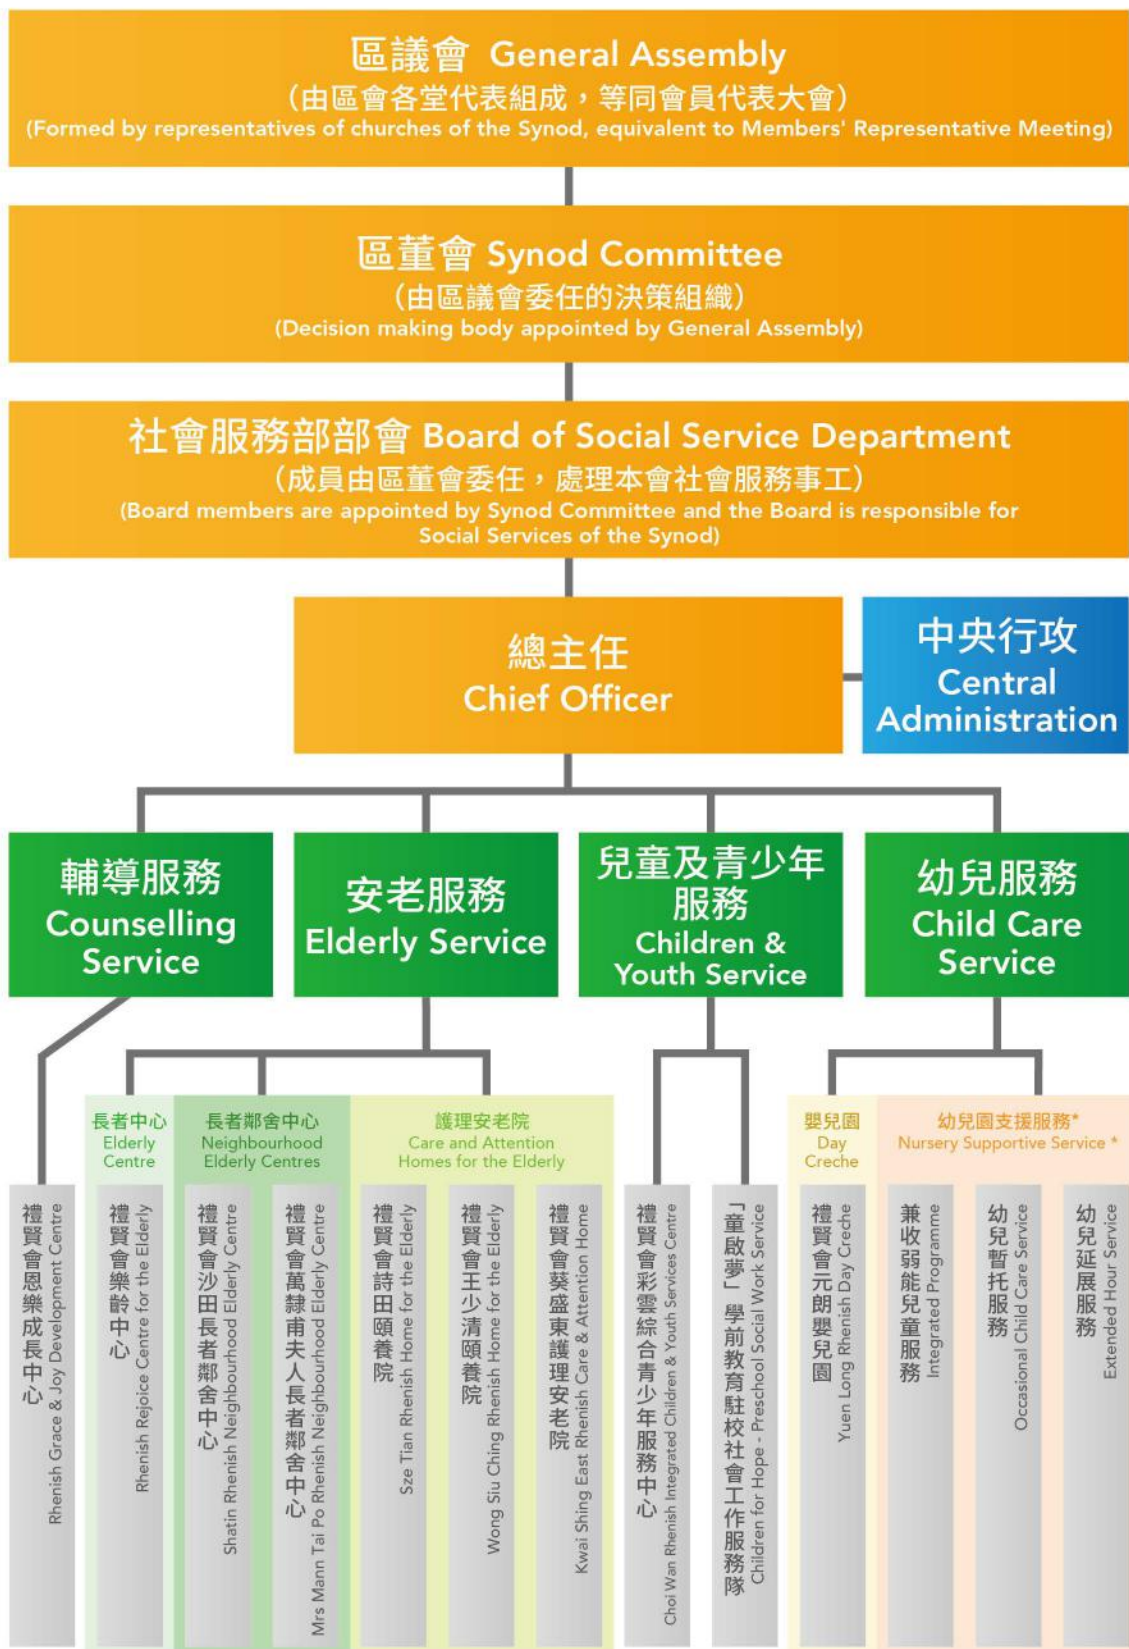 區議會 General Assembly
（由區會各堂代表組成，等同會員代表大會）
(Formed by representatives of churches of the Synod, equivalent to Members' Representative Meeting)
區董會 Synod Committee
（由區議會委任的決策組織）
(Decision making body appointed by General Assembly)
社會服務部部會 Board of Social Service Department
（成員由區董會委任，處理本會社會服務事工）
(Board members are appointed by Synod Committee and the Board is responsible for
Social Services of the Synod)
總主任
Chief Officer
中央行攻
Central
Administration
輔導服務
Counselling
Service
安老服務
Elderly Service
兒童及青少年
服務
Children &
Youth Service
幼兒服務
Child Care
Service
長者中心
Elderly
Centre
長者鄰舍中心
Neighbourhood
Elderly Centres
護理安老院
Care and Attention
Homes for the Elderly
嬰兒園
Day
Creche
幼兒園支援服務*
Nursery Supportive Service *
禮賢會恩樂成長中心
Rhenish Grace & Joy Development Centre
禮賢會樂齡中心
Rhenish Rejoice Centre for the Elderly
禮賢會沙田長者鄰舍中心
Shatin Rhenish Neighbourhood Elderly Centre
禮賢會萬隸甫夫人長者鄰舍中心
Mrs Mann Tai Po Rhenish Neighbourhood Elderly Centre
禮賢會詩田頤養院
Sze Tian Rhenish Home for the Elderly
禮賢會王少清頤養院
Wong Siu Ching Rhenish Home for the Elderly
禮賢會葵盛東護理安老院
Kwai Shing East Rhenish Care & Attention Home
禮賢會彩雲綜合青少年服務中心
Choi Wan Rhenish Integrated Children & Youth Services Centre
「童啟夢」學前教育駐校社會工作服務隊
Children for Hope - Preschool Social Work Service
禮賢會元朗嬰兒園
Yuen Long Rhenish Day Creche
兼收弱能兒童服務
Integrated Programme
幼兒暫托服務
Occasional Child Care Service
幼兒延展服務
Extended Hour Service